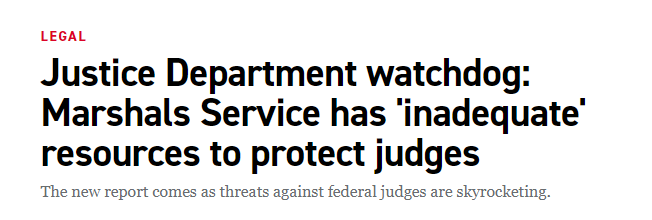 LEGAL
Justice Department watchdog:
Marshals Service has 'inadequate'
resources to protect judges
The new report comes as threats against federal judges are skyrocketing.